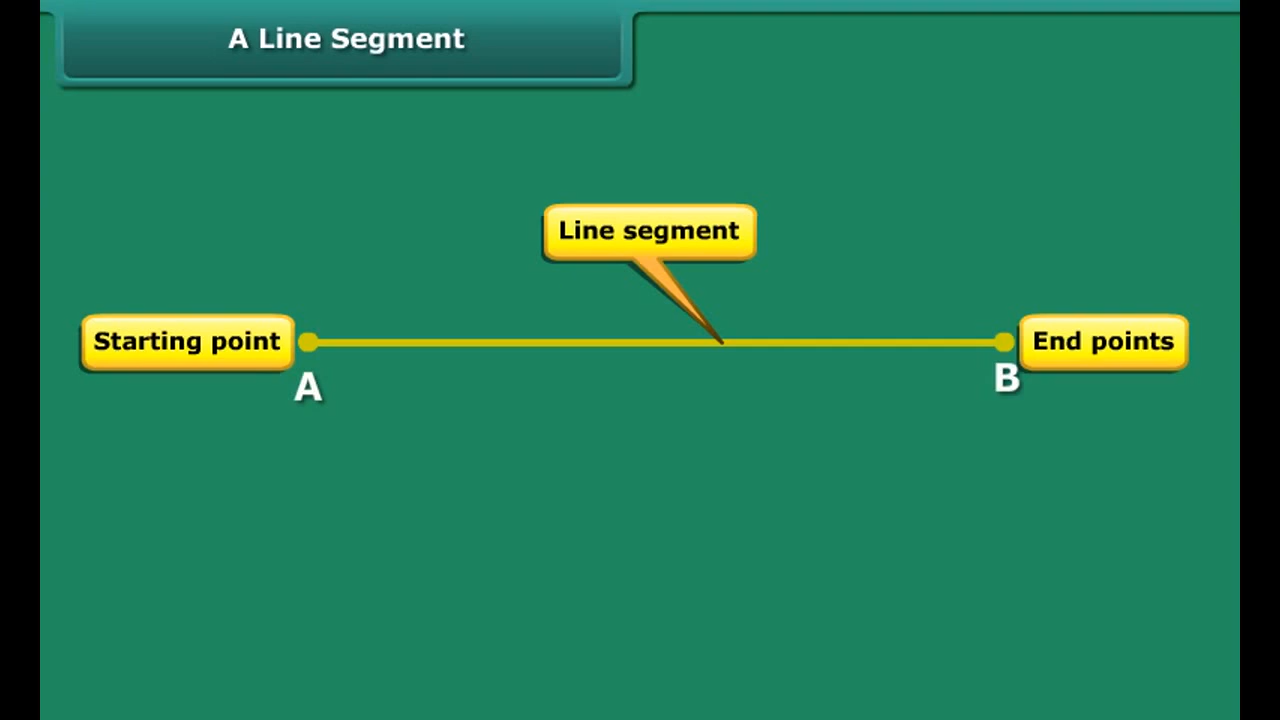 A Line Segment
Line segment
Starting point
End points
A
B